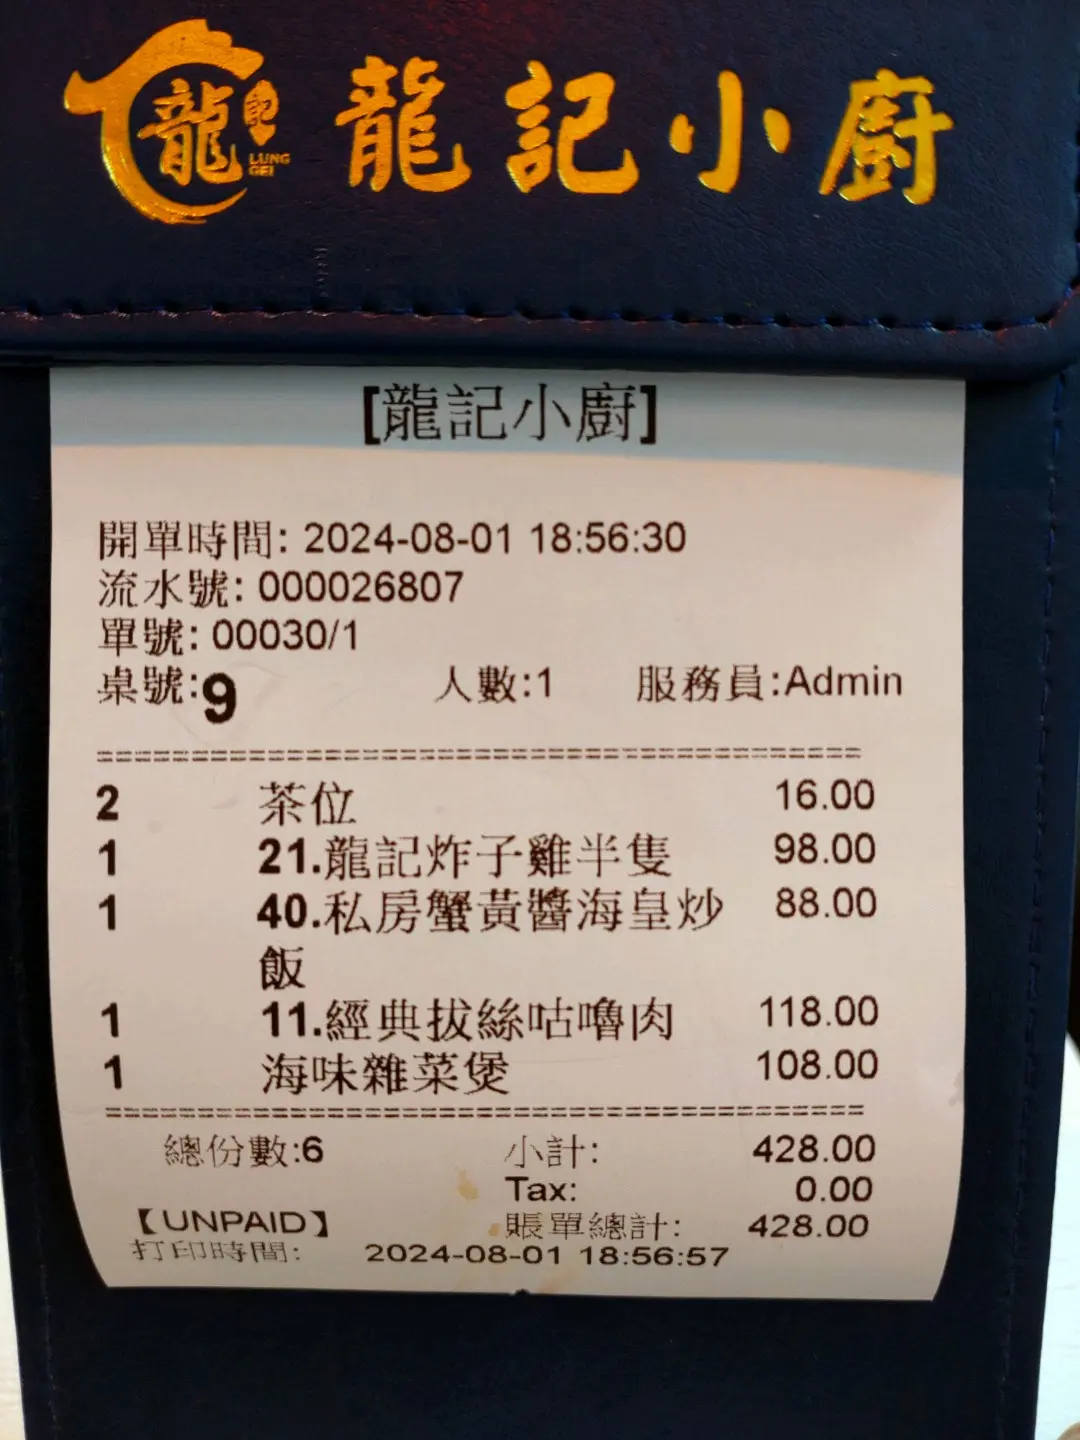 龍 記 LUNG GEI 龍記小廚
[龍記小廚]
開單時間: 2024-08-01 18:56:30
流水號: 000026807
單號: 00030/1
桌號:9 人數:1 服務員:Admin
2 茶位 16.00
1 21.龍記炸子雞半隻 98.00
1 40.私房蟹黃醬海皇炒 88.00
飯
1 11.經典拔絲咕嚕肉 118.00
1 海味雜菜煲 108.00
總份數:6 小計: 428.00
Tax: 0.00
【UNPAID】 賬單總計: 428.00
打印時間: 2024-08-01 18:56:57